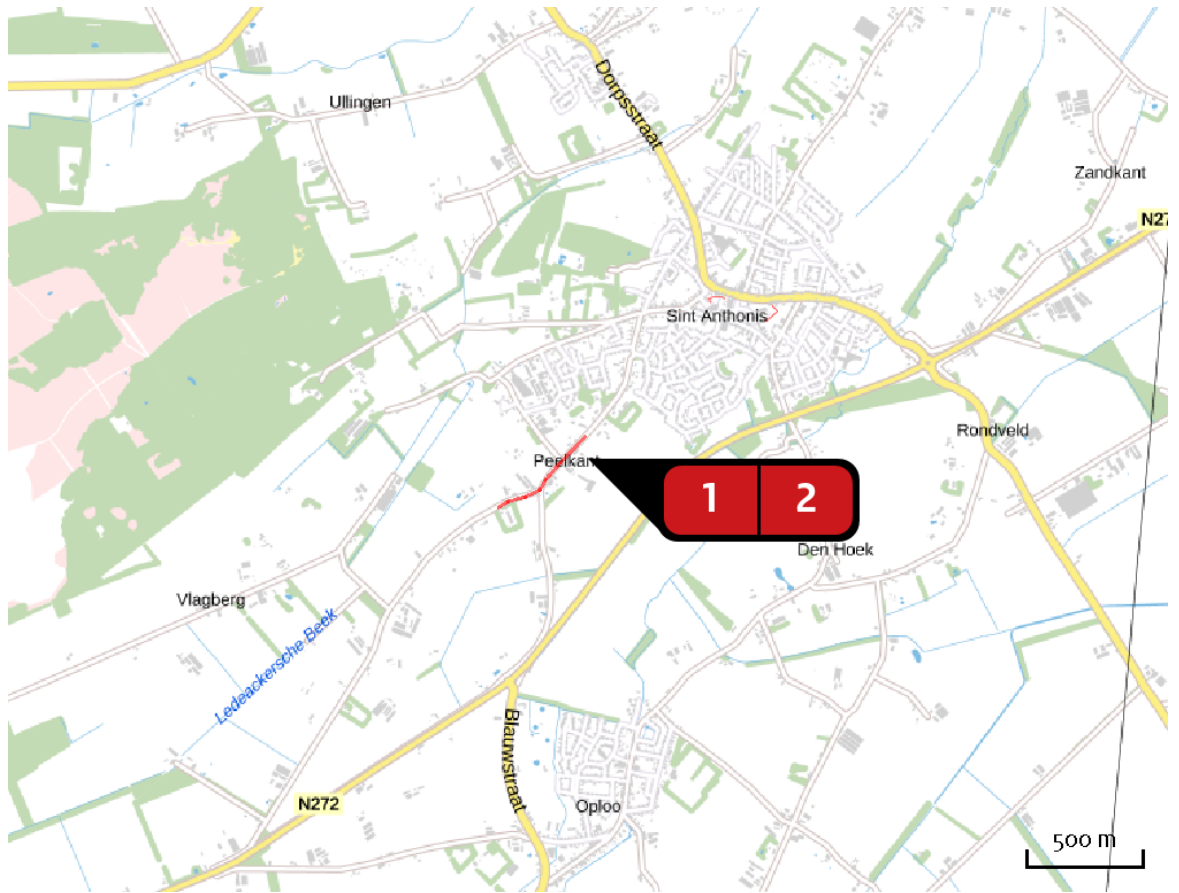 Ullingen
Dorpsstraat
Zandkant
N27
Sint Anthonis
Rondveld
Peelkant
1 2
Den Hoek
Vlagberg
Ledeackersche Beek
Blauwstraat
N272
Oploo
500 m